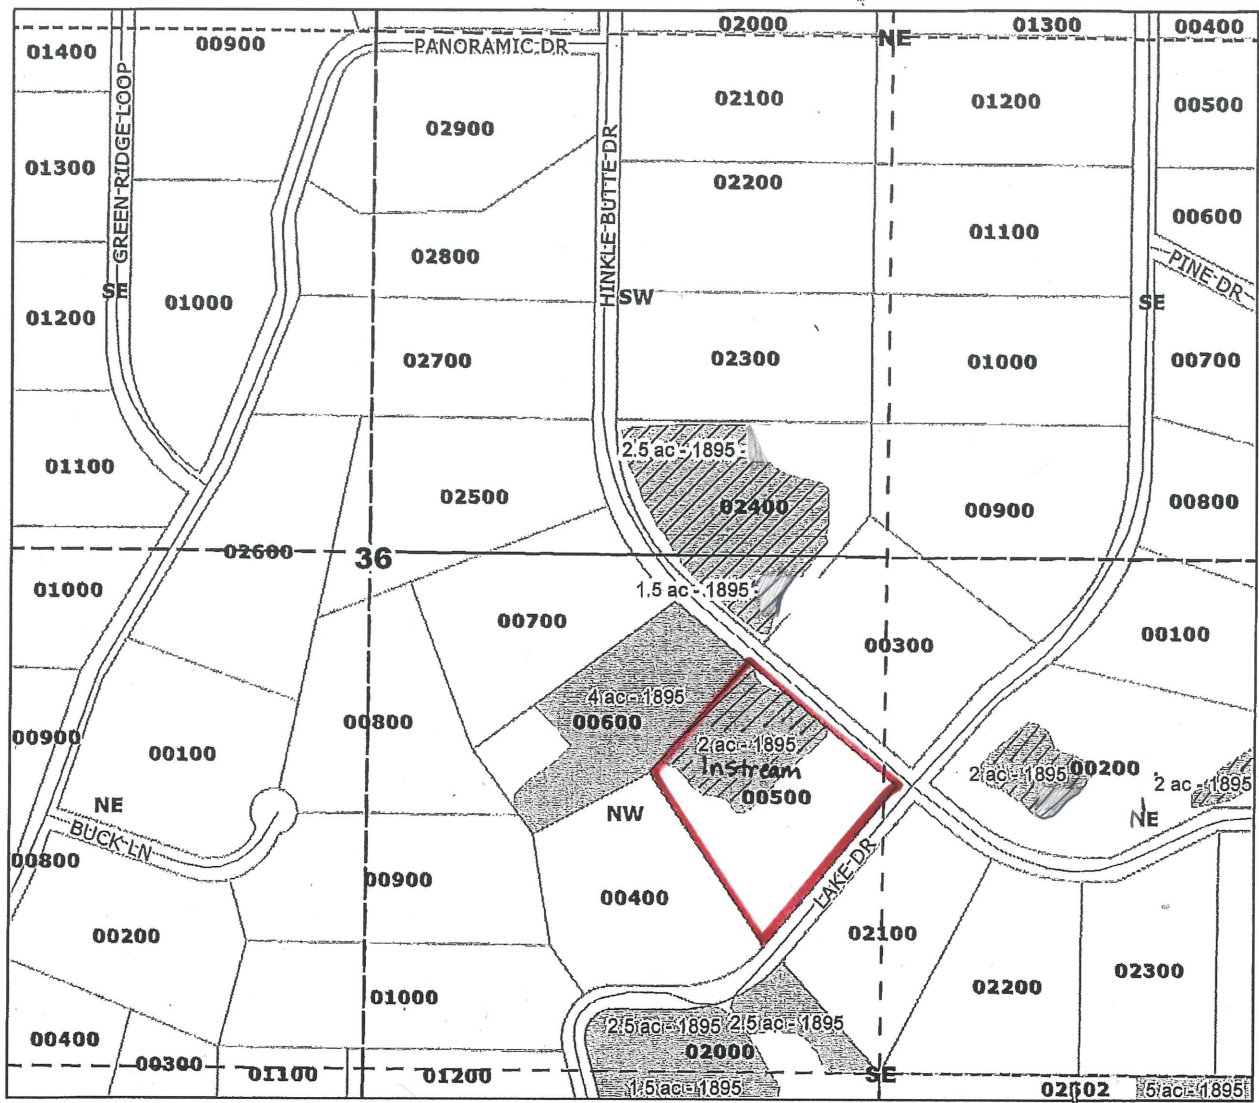 02000
01300
00400
NE
01400
00900
PANORAMIC DR
02100
01200
00500
02900
GREEN RIDGE LOOP
HINKLE BUTTE DR
01300
02200
00600
01100
02800
PINE DR
SE
01000
SW
SE
01200
02700
02300
01000
00700
2.5 ac - 1895
01100
02500
02400
00900
00800
02600
36
01000
1.5 ac - 1895
00700
00300
00100
4 ac - 1895
00600
00800
00900
00100
2 ac - 1895
Instream
00500
2 ac - 1895
00200
2 ac - 1895
NE
NW
NE
BUCK LN
00800
00900
LAKE DR
00400
00200
02100
02300
02200
01000
2.5 ac - 1895
2.5 ac - 1895
00400
02000
00300
01100
01200
SE
1.5 ac - 1895
02502
5 ac - 1895